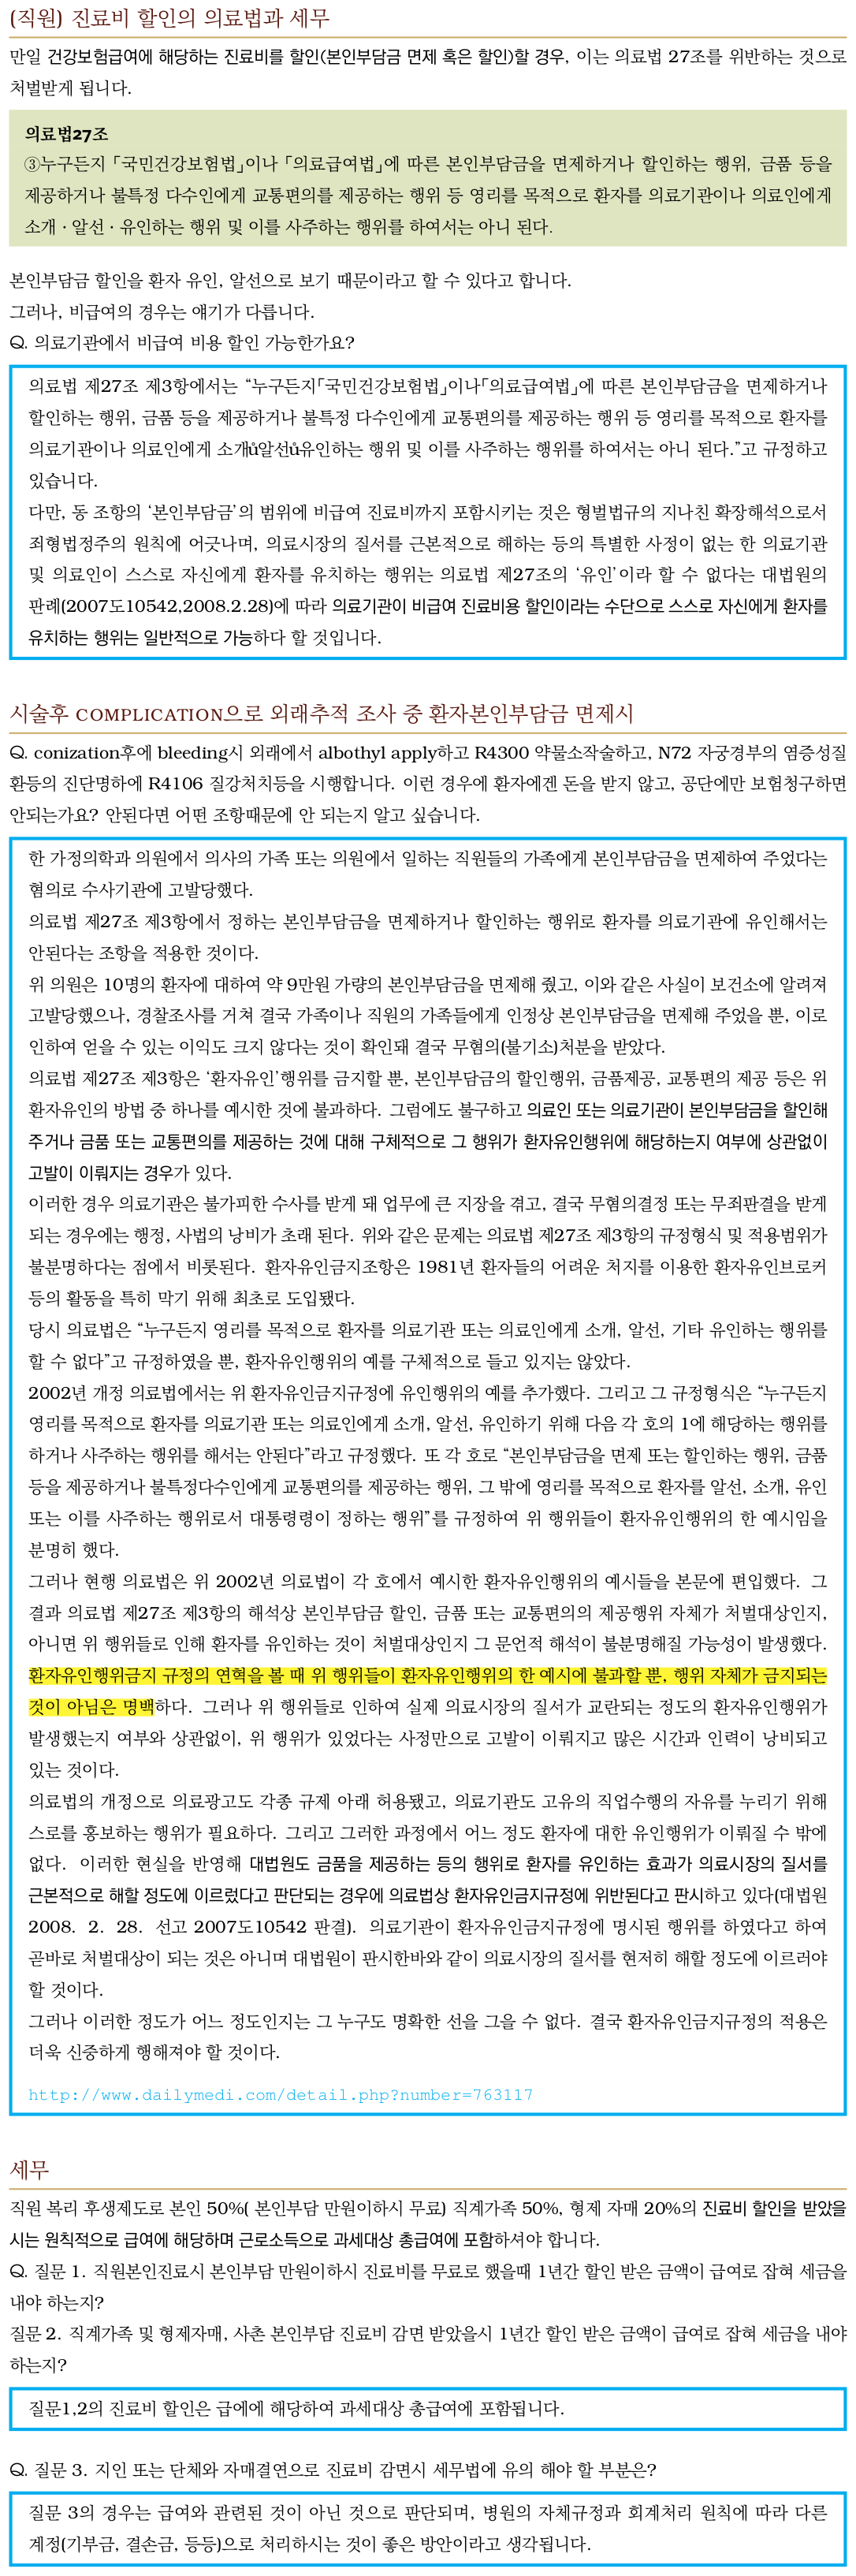 (직원) 진료비 할인의 의료법과 세무
만일 건강보험급여에 해당하는 진료비를 할인(본인부담금 면제 혹은 할인)할 경우, 이는 의료법 27조를 위반하는 것으로
처벌받게 됩니다.
의료법27조
③누구든지 「국민건강보험법」이나 「의료급여법」에 따른 본인부담금을 면제하거나 할인하는 행위, 금품 등을
제공하거나 불특정 다수인에게 교통편의를 제공하는 행위 등 영리를 목적으로 환자를 의료기관이나 의료인에게
소개ㆍ알선ㆍ유인하는 행위 및 이를 사주하는 행위를 하여서는 아니 된다.
본인부담금 할인을 환자 유인, 알선으로 보기 때문이라고 할 수 있다고 합니다.
그러나, 비급여의 경우는 얘기가 다릅니다.
Q. 의료기관에서 비급여 비용 할인 가능한가요?
의료법 제27조 제3항에서는 “누구든지「국민건강보험법」이나「의료급여법」에 따른 본인부담금을 면제하거나
할인하는 행위, 금품 등을 제공하거나 불특정 다수인에게 교통편의를 제공하는 행위 등 영리를 목적으로 환자를
의료기관이나 의료인에게 소개ů알선ů유인하는 행위 및 이를 사주하는 행위를 하여서는 아니 된다.”고 규정하고
있습니다.
다만, 동 조항의 ‘본인부담금’의 범위에 비급여 진료비까지 포함시키는 것은 형벌법규의 지나친 확장해석으로서
죄형법정주의 원칙에 어긋나며, 의료시장의 질서를 근본적으로 해하는 등의 특별한 사정이 없는 한 의료기관
및 의료인이 스스로 자신에게 환자를 유치하는 행위는 의료법 제27조의 ‘유인’이라 할 수 없다는 대법원의
판례(2007도10542,2008.2.28)에 따라 의료기관이 비급여 진료비용 할인이라는 수단으로 스스로 자신에게 환자를
유치하는 행위는 일반적으로 가능하다 할 것입니다.
시술후 COMPLICATION으로 외래추적 조사 중 환자본인부담금 면제시
Q. conization후에 bleeding시 외래에서 albothyl apply하고 R4300 약물소작술하고, N72 자궁경부의 염증성질
환등의 진단명하에 R4106 질강처치등을 시행합니다. 이런 경우에 환자에겐 돈을 받지 않고, 공단에만 보험청구하면
안되는가요? 안된다면 어떤 조항때문에 안 되는지 알고 싶습니다.
한 가정의학과 의원에서 의사의 가족 또는 의원에서 일하는 직원들의 가족에게 본인부담금을 면제하여 주었다는
혐의로 수사기관에 고발당했다.
의료법 제27조 제3항에서 정하는 본인부담금을 면제하거나 할인하는 행위로 환자를 의료기관에 유인해서는
안된다는 조항을 적용한 것이다.
위 의원은 10명의 환자에 대하여 약 9만원 가량의 본인부담금을 면제해 줬고, 이와 같은 사실이 보건소에 알려져
고발당했으나, 경찰조사를 거쳐 결국 가족이나 직원의 가족들에게 인정상 본인부담금을 면제해 주었을 뿐, 이로
인하여 얻을 수 있는 이익도 크지 않다는 것이 확인돼 결국 무혐의(불기소)처분을 받았다.
의료법 제27조 제3항은 ‘환자유인’행위를 금지할 뿐, 본인부담금의 할인행위, 금품제공, 교통편의 제공 등은 위
환자유인의 방법 중 하나를 예시한 것에 불과하다. 그럼에도 불구하고 의료인 또는 의료기관이 본인부담금을 할인해
주거나 금품 또는 교통편의를 제공하는 것에 대해 구체적으로 그 행위가 환자유인행위에 해당하는지 여부에 상관없이
고발이 이뤄지는 경우가 있다.
이러한 경우 의료기관은 불가피한 수사를 받게 돼 업무에 큰 지장을 겪고, 결국 무혐의결정 또는 무죄판결을 받게
되는 경우에는 행정, 사법의 낭비가 초래 된다. 위와 같은 문제는 의료법 제27조 제3항의 규정형식 및 적용범위가
불분명하다는 점에서 비롯된다. 환자유인금지조항은 1981년 환자들의 어려운 처지를 이용한 환자유인브로커
등의 활동을 특히 막기 위해 최초로 도입됐다.
당시 의료법은 “누구든지 영리를 목적으로 환자를 의료기관 또는 의료인에게 소개, 알선, 기타 유인하는 행위를
할 수 없다”고 규정하였을 뿐, 환자유인행위의 예를 구체적으로 들고 있지는 않았다.
2002년 개정 의료법에서는 위 환자유인금지규정에 유인행위의 예를 추가했다. 그리고 그 규정형식은 “누구든지
영리를 목적으로 환자를 의료기관 또는 의료인에게 소개, 알선, 유인하기 위해 다음 각 호의 1에 해당하는 행위를
하거나 사주하는 행위를 해서는 안된다”라고 규정했다. 또 각 호로 “본인부담금을 면제 또는 할인하는 행위, 금품
등을 제공하거나 불특정다수인에게 교통편의를 제공하는 행위, 그 밖에 영리를 목적으로 환자를 알선, 소개, 유인
또는 이를 사주하는 행위로서 대통령령이 정하는 행위”를 규정하여 위 행위들이 환자유인행위의 한 예시임을
분명히 했다.
그러나 현행 의료법은 위 2002년 의료법이 각 호에서 예시한 환자유인행위의 예시들을 본문에 편입했다. 그
결과 의료법 제27조 제3항의 해석상 본인부담금 할인, 금품 또는 교통편의의 제공행위 자체가 처벌대상인지,
아니면 위 행위들로 인해 환자를 유인하는 것이 처벌대상인지 그 문언적 해석이 불분명해질 가능성이 발생했다.
환자유인행위금지 규정의 연혁을 볼 때 위 행위들이 환자유인행위의 한 예시에 불과할 뿐, 행위 자체가 금지되는
것이 아님은 명백하다. 그러나 위 행위들로 인하여 실제 의료시장의 질서가 교란되는 정도의 환자유인행위가
발생했는지 여부와 상관없이, 위 행위가 있었다는 사정만으로 고발이 이뤄지고 많은 시간과 인력이 낭비되고
있는 것이다.
의료법의 개정으로 의료광고도 각종 규제 아래 허용됐고, 의료기관도 고유의 직업수행의 자유를 누리기 위해
스로를 홍보하는 행위가 필요하다. 그리고 그러한 과정에서 어느 정도 환자에 대한 유인행위가 이뤄질 수 밖에
없다. 이러한 현실을 반영해 대법원도 금품을 제공하는 등의 행위로 환자를 유인하는 효과가 의료시장의 질서를
근본적으로 해할 정도에 이르렀다고 판단되는 경우에 의료법상 환자유인금지규정에 위반된다고 판시하고 있다(대법원
2008. 2. 28. 선고 2007도10542 판결). 의료기관이 환자유인금지규정에 명시된 행위를 하였다고 하여
곧바로 처벌대상이 되는 것은 아니며 대법원이 판시한바와 같이 의료시장의 질서를 현저히 해할 정도에 이르러야
할 것이다.
그러나 이러한 정도가 어느 정도인지는 그 누구도 명확한 선을 그을 수 없다. 결국 환자유인금지규정의 적용은
더욱 신중하게 행해져야 할 것이다.
http://www.dailymedi.com/detail.php?number=763117
세무
직원 복리 후생제도로 본인 50%( 본인부담 만원이하시 무료) 직계가족 50%, 형제 자매 20%의 진료비 할인을 받았을
시는 원칙적으로 급여에 해당하며 근로소득으로 과세대상 총급여에 포함하셔야 합니다.
Q. 질문 1. 직원본인진료시 본인부담 만원이하시 진료비를 무료로 했을때 1년간 할인 받은 금액이 급여로 잡혀 세금을
내야 하는지?
질문 2. 직계가족 및 형제자매, 사촌 본인부담 진료비 감면 받았을시 1년간 할인 받은 금액이 급여로 잡혀 세금을 내야
하는지?
질문1,2의 진료비 할인은 급에에 해당하여 과세대상 총급여에 포함됩니다.
Q. 질문 3. 지인 또는 단체와 자매결연으로 진료비 감면시 세무법에 유의 해야 할 부분은?
질문 3의 경우는 급여와 관련된 것이 아닌 것으로 판단되며, 병원의 자체규정과 회계처리 원칙에 따라 다른
계정(기부금, 결손금, 등등)으로 처리하시는 것이 좋은 방안이라고 생각됩니다.